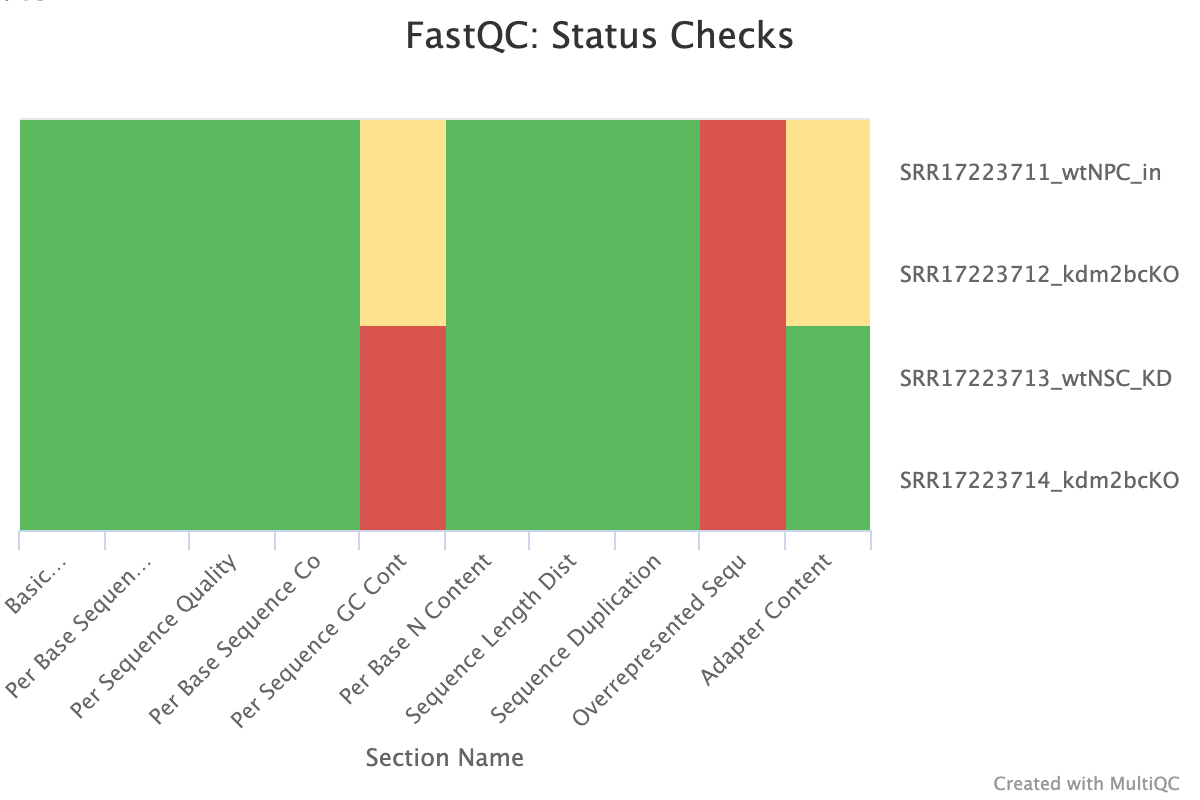 FastQC: Status Checks
SRR17223711_wtNPC_in
SRR17223712_kdm2bcKO
SRR17223713_wtNSC_KD
SRR17223714_kdm2bcKO
Basic...
Per Base Sequen...
Per Sequence Quality
Per Base Sequence Co
Per Sequence GC Cont
Per Base N Content
Sequence Length Dist
Sequence Duplication
Overrepresented Sequ
Adapter Content
Section Name
Created with MultiQC